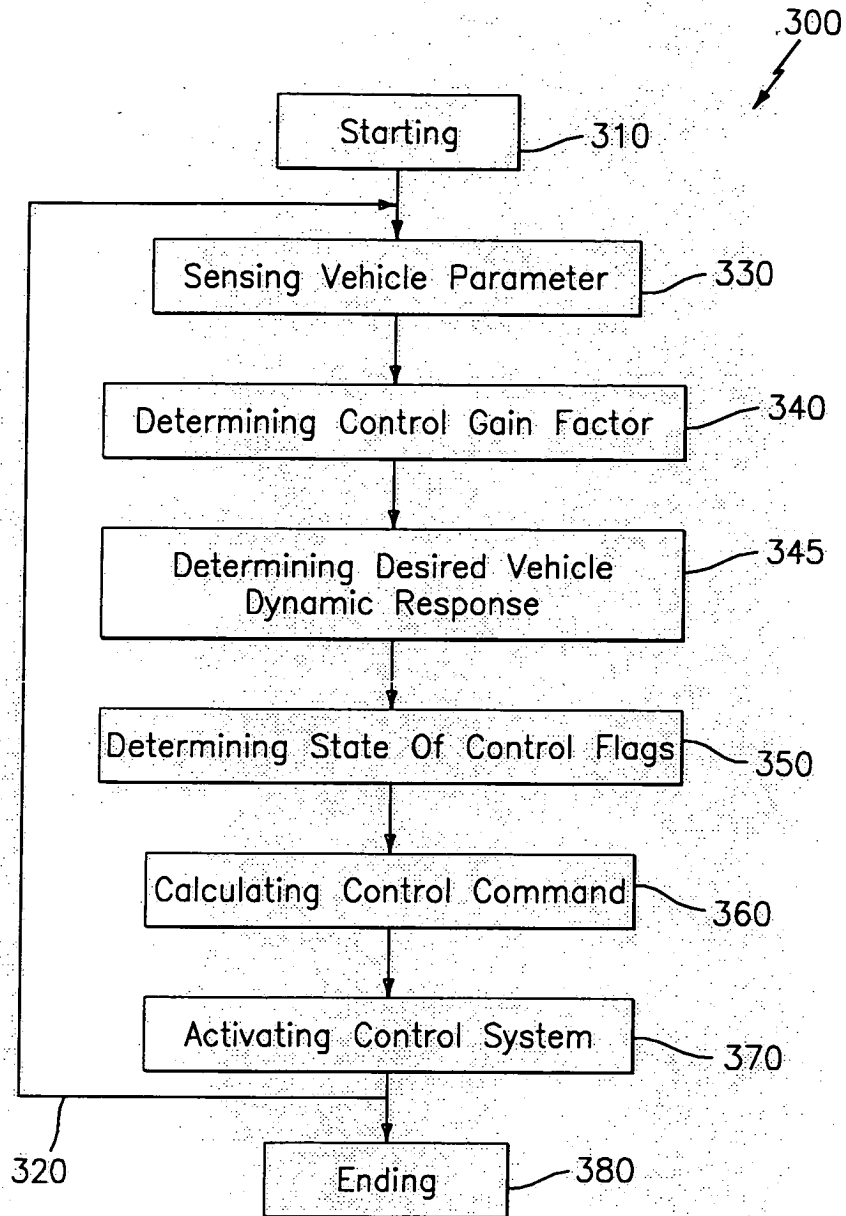 300
Starting
310
Sensing Vehicle Parameter
330
Determining Control Gain Factor
340
Determining Desired Vehicle
Dynamic Response
345
Determining State Of Control Flags
350
Calculating Control Command
360
Activating Control System
370
320
Ending
380